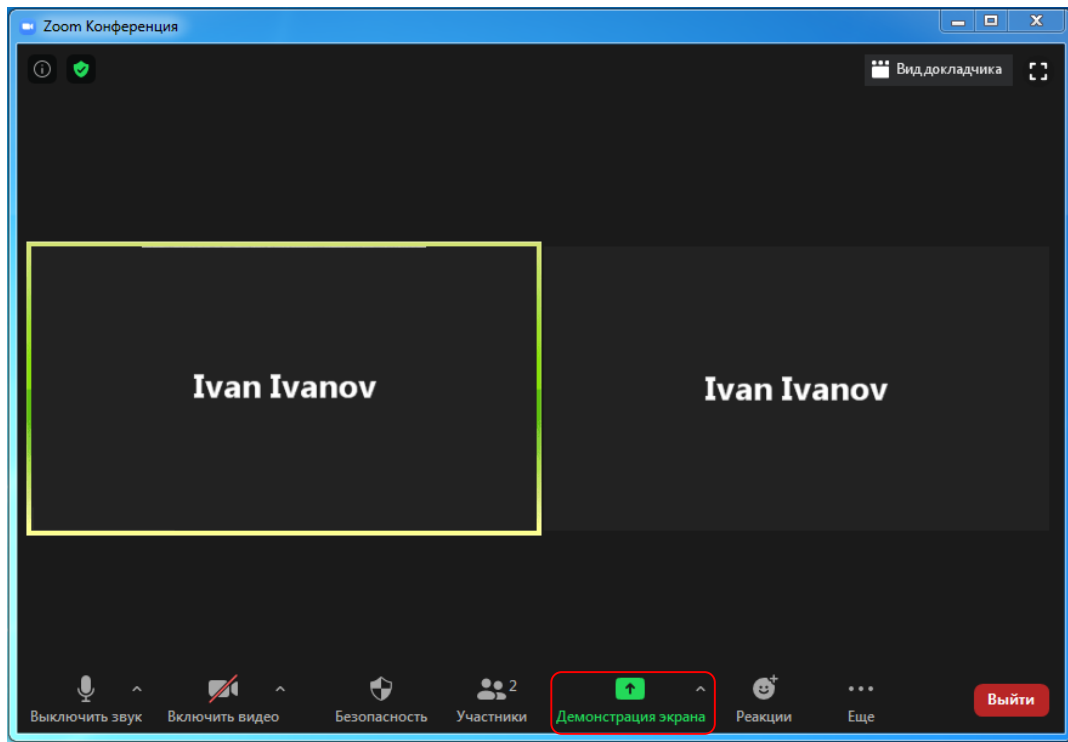 Zoom Конференция
Вид докладчика
Ivan Ivanov
Ivan Ivanov
2
Выключить звук Включить видео Безопасность Участники Демонстрация экрана Реакции Еще Выйти